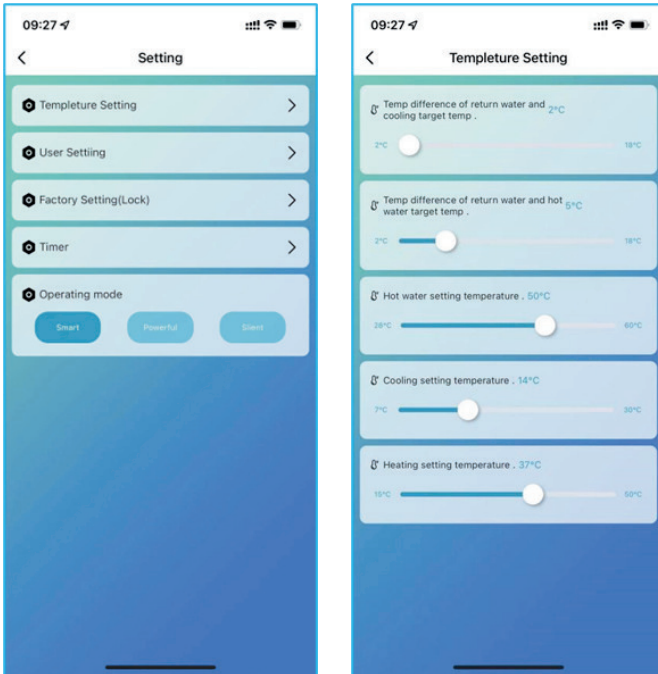 09:27
Setting
Templeture Setting
User Settiing
Factory Setting(Lock)
Timer
Operating mode
Smart Powerful Silent
09:27
Templeture Setting
Temp difference of return water and
cooling target temp . 2°C
2°C 18°C
Temp difference of return water and hot
water target temp . 5°C
2°C 18°C
Hot water setting temperature . 50°C
28°C 60°C
Cooling setting temperature . 14°C
7°C 30°C
Heating setting temperature . 37°C
15°C 50°C